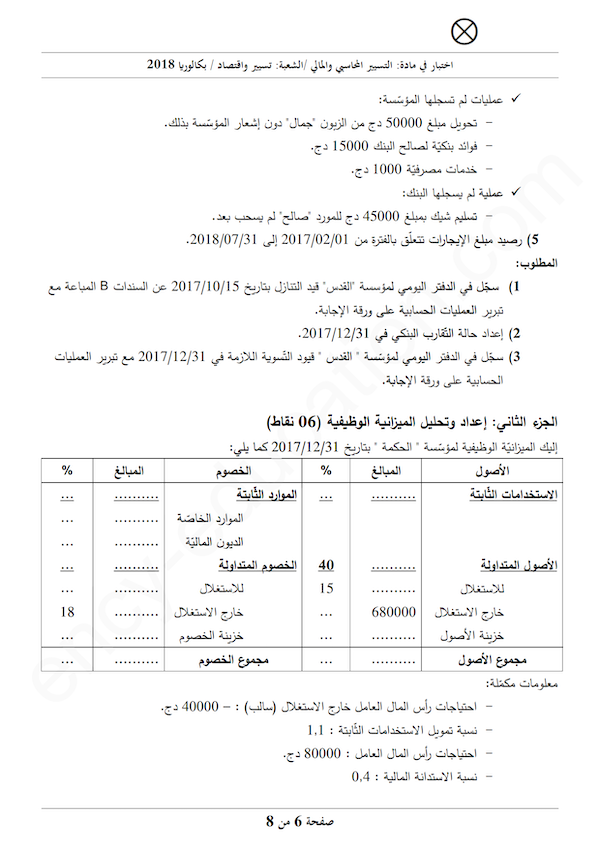 اختبار في مادة: التسيير المحاسبي والمالي /الشعبة: تسيير واقتصاد / بكالوريا 2018
✓ عمليات لم تسجلها المؤسّسة:
− تحويل مبلغ 50000 دج من الزبون "جمال" دون إشعار المؤسّسة بذلك.
− فوائد بنكيّة لصالح البنك 15000 دج.
− خدمات مصرفيّة 1000 دج.
✓ عملية لم يسجلها البنك:
− تسليم شيك بمبلغ 45000 دج للمورد "صالح" لم يسحب بعد.
5) رصيد مبلغ الإيجارات تتعلّق بالفترة من 2017/02/01 إلى 2018/07/31.
المطلوب:
1) سجّل في الدفتر اليومي لمؤسسة "القدس" قيد التنازل بتاريخ 2017/10/15 عن السندات B المباعة مع
تبرير العمليات الحسابية على ورقة الإجابة.
2) إعداد حالة التّقارب البنكي في 2017/12/31.
3) سجّل في الدفتر اليومي لمؤسّسة " القدس " قيود التّسوية اللازمة في 2017/12/31 مع تبرير العمليات
الحسابية على ورقة الإجابة.
الجزء الثاني: إعداد وتحليل الميزانية الوظيفية (06 نقاط)
إليك الميزانيّة الوظيفية لمؤسّسة " الحكمة " بتاريخ 2017/12/31 كما يلي:
الأصول المبالغ % الخصوم المبالغ %
الاستخدامات الثّابتة .......... ... الموارد الثّابتة .......... ...
الموارد الخاصّة .......... ...
الديون الماليّة .......... ...
الأصول المتداولة .......... 40 الخصوم المتداولة .......... ...
للاستغلال .......... 15 للاستغلال .......... ...
خارج الاستغلال 680000 ... خارج الاستغلال .......... 18
خزينة الأصول .......... ... خزينة الخصوم .......... ...
مجموع الأصول .......... ... مجموع الخصوم .......... ...
معلومات مكمّلة:
− احتياجات رأس المال العامل خارج الاستغلال (سالب) : – 40000 دج.
− نسبة تمويل الاستخدامات الثّابتة : 1,1
− احتياجات رأس المال العامل : 80000 دج.
− نسبة الاستدانة المالية : 0,4
صفحة 6 من 8